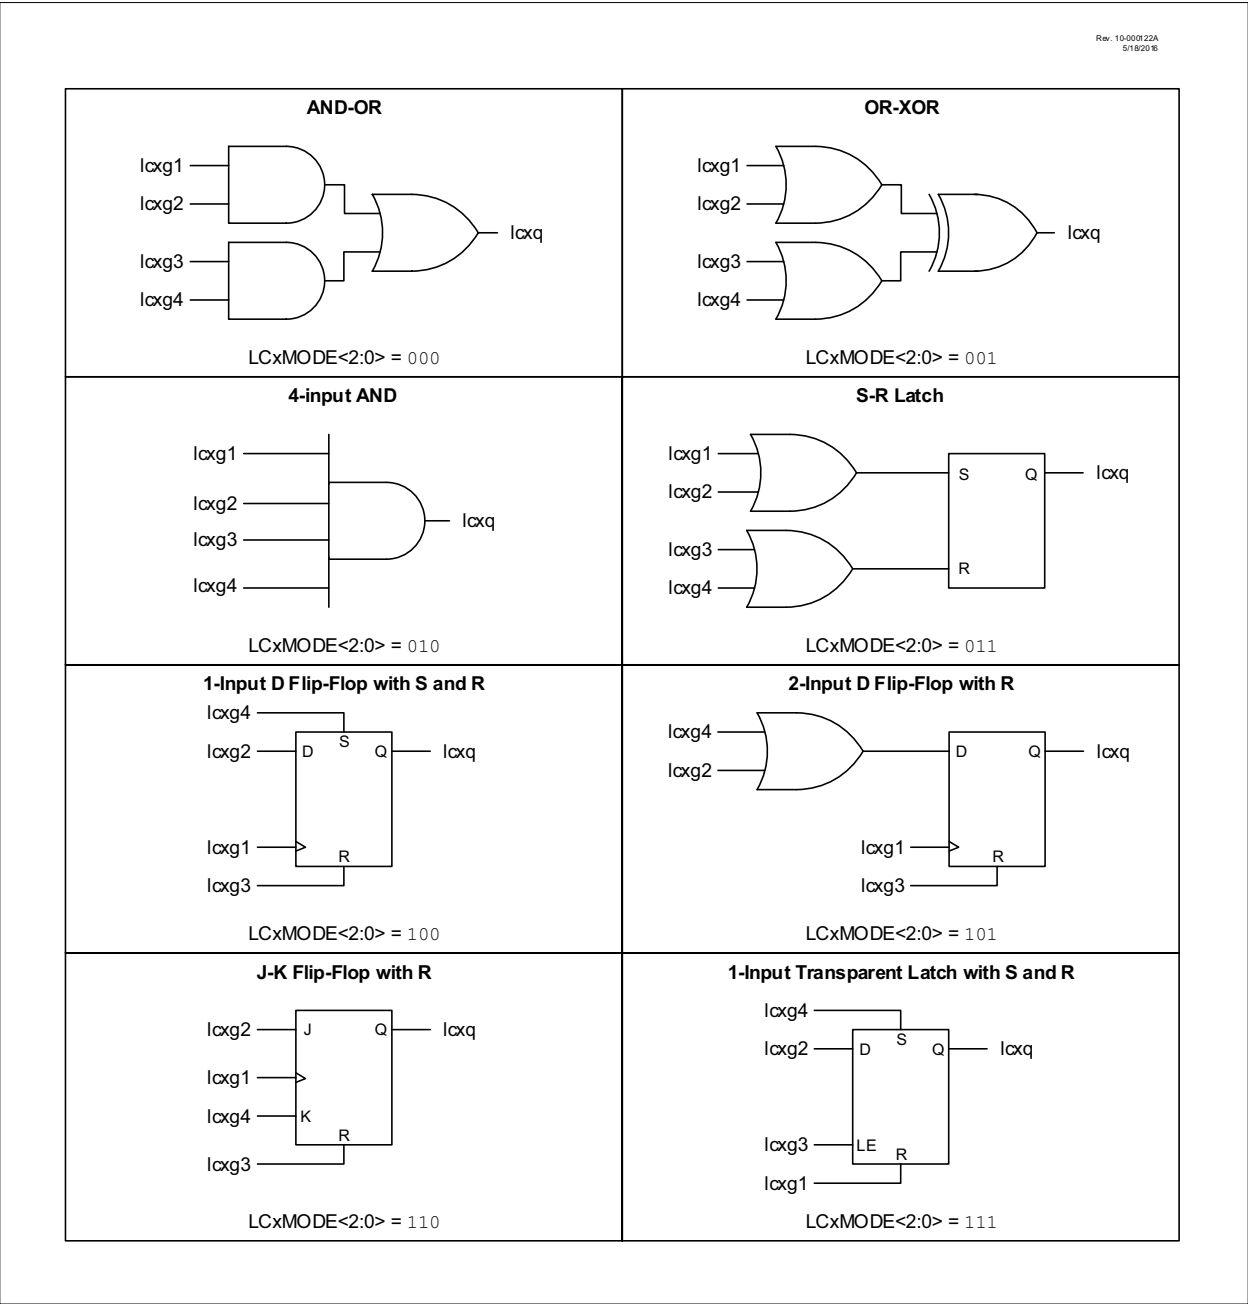 Rev. 10-000122A
5/18/2016
AND-OR
lcxg1
lcxg2
lcxg3
lcxg4
lcxq
LCxMODE<2:0> = 000
OR-XOR
lcxg1
lcxg2
lcxg3
lcxg4
lcxq
LCxMODE<2:0> = 001
4-input AND
lcxg1
lcxg2
lcxg3
lcxg4
lcxq
LCxMODE<2:0> = 010
S-R Latch
lcxg1
lcxg2
lcxg3
lcxg4
S
Q
lcxq
R
LCxMODE<2:0> = 011
1-Input D Flip-Flop with S and R
lcxg4
S
lcxg2
D
Q
lcxq
lcxg1
R
lcxg3
LCxMODE<2:0> = 100
2-Input D Flip-Flop with R
lcxg4
lcxg2
D
Q
lcxq
lcxg1
R
lcxg3
LCxMODE<2:0> = 101
J-K Flip-Flop with R
lcxg2
J
Q
lcxq
lcxg1
lcxg4
K
R
lcxg3
LCxMODE<2:0> = 110
1-Input Transparent Latch with S and R
lcxg4
S
lcxg2
D
Q
lcxq
lcxg3
LE
R
lcxg1
LCxMODE<2:0> = 111